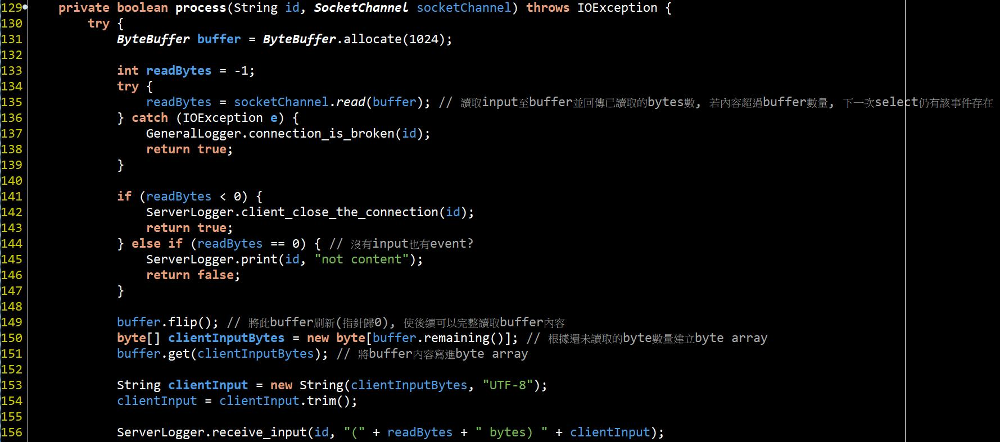 129 private boolean process(String id, SocketChannel socketChannel) throws IOException {
130 try {
131 ByteBuffer buffer = ByteBuffer.allocate(1024);
132
133 int readBytes = -1;
134 try {
135 readBytes = socketChannel.read(buffer); // 讀取input至buffer並回傳已讀取的bytes數, 若內容超過buffer數量, 下一次select仍有該事件存在
136 } catch (IOException e) {
137 GeneralLogger.connection_is_broken(id);
138 return true;
139 }
140
141 if (readBytes < 0) {
142 ServerLogger.client_close_the_connection(id);
143 return true;
144 } else if (readBytes == 0) { // 沒有input也有event?
145 ServerLogger.print(id, "not content");
146 return false;
147 }
148
149 buffer.flip(); // 將此buffer刷新(指針歸0), 使後續可以完整讀取buffer內容
150 byte[] clientInputBytes = new byte[buffer.remaining()]; // 根據還未讀取的byte數量建立byte array
151 buffer.get(clientInputBytes); // 將buffer內容寫進byte array
152
153 String clientInput = new String(clientInputBytes, "UTF-8");
154 clientInput = clientInput.trim();
155
156 ServerLogger.receive_input(id, "(" + readBytes + " bytes) " + clientInput);